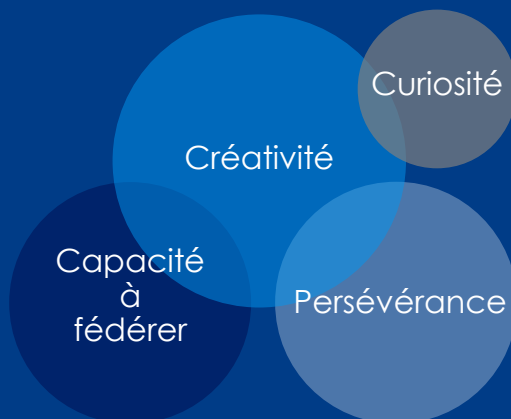 Curiosité
Créativité
Capacité
à
fédérer
Persévérance